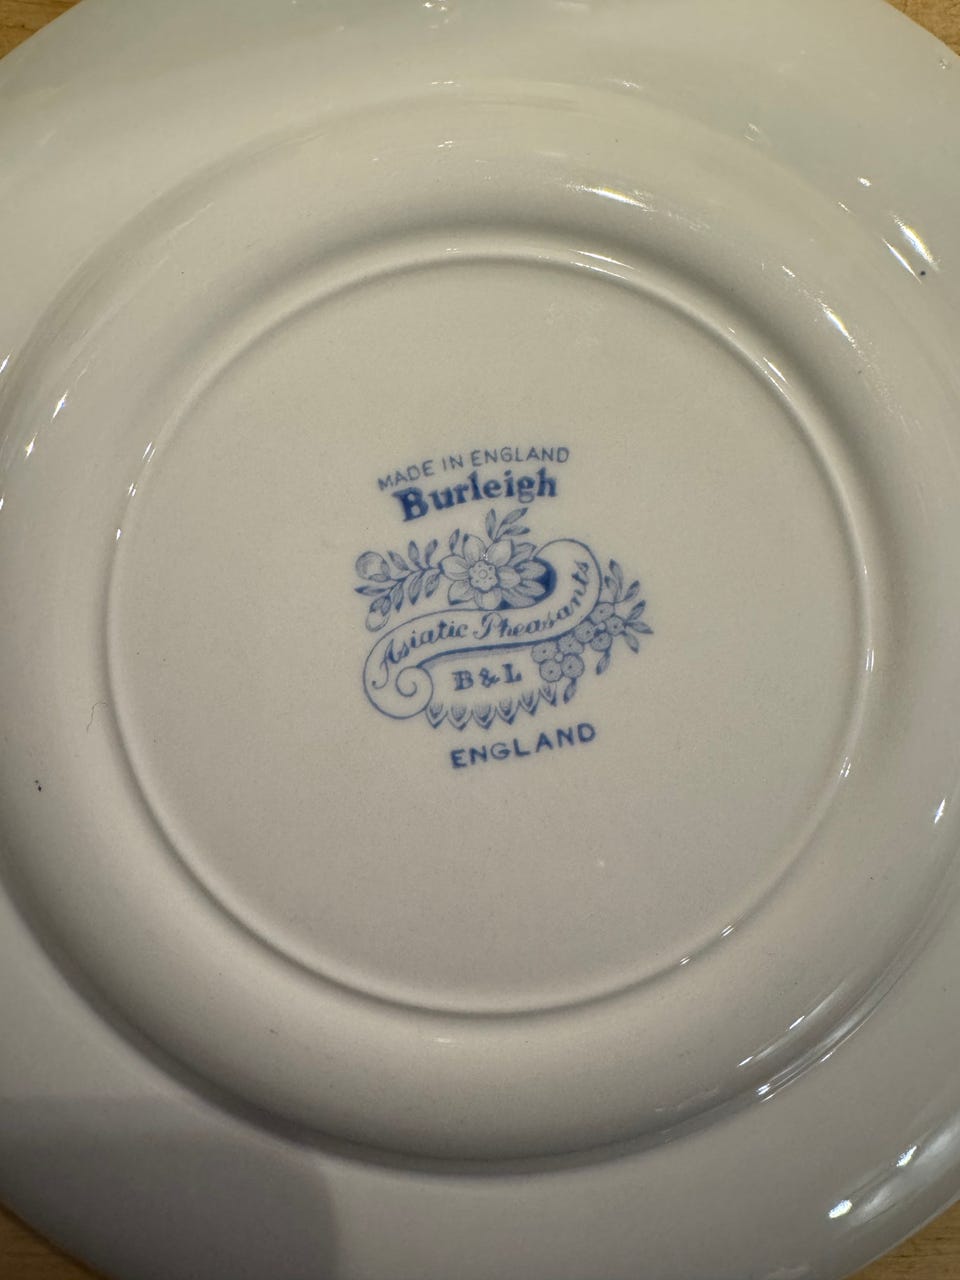 MADE IN ENGLAND
Burleigh
Asiatic Pheasants
B & L
ENGLAND